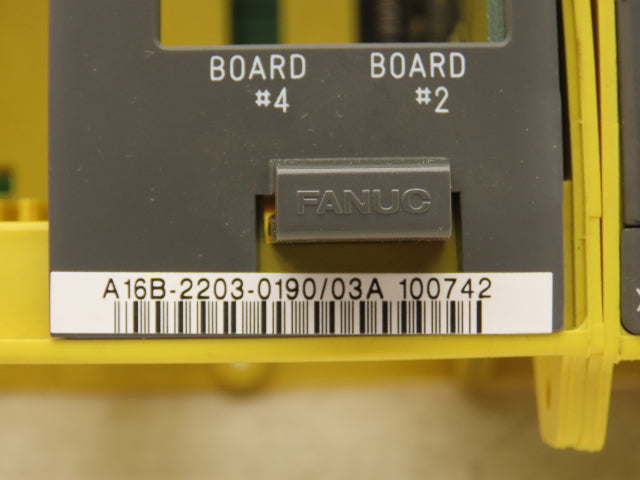 BOARD BOARD
#4 #2
FANUC
A16B-2203-0190/03A 100742